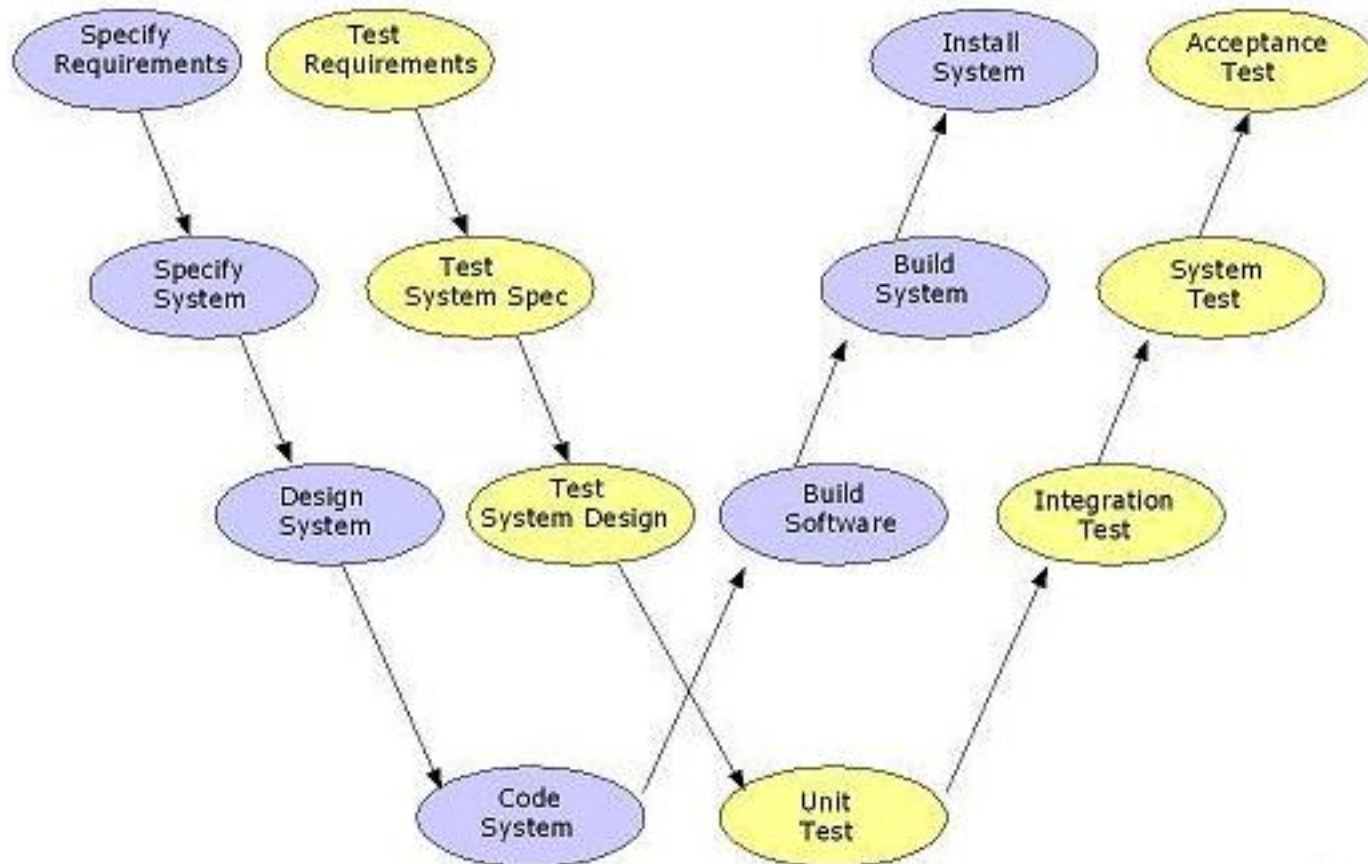 Specify
Requirements
Test
Requirements
Install
System
Acceptance
Test
Specify
System
Test
System Spec
Build
System
System
Test
Design
System
Test
System Design
Build
Software
Integration
Test
Code
System
Unit
Test